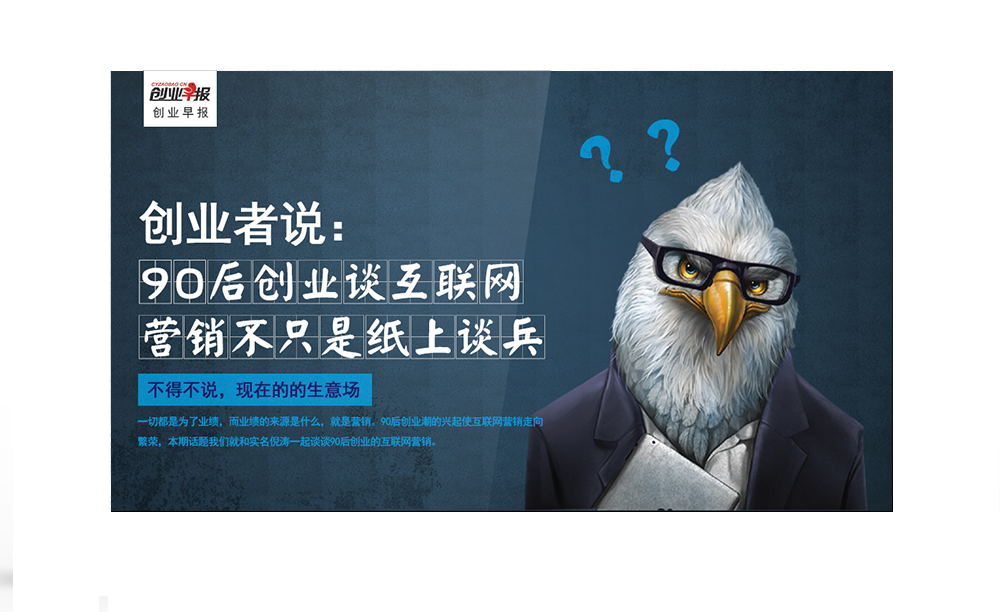 CYZAOBAO.CN
创业早报
创业早报
??
创业者说：
90后创业谈互联网
营销不只是纸上谈兵
不得不说，现在的的生意场
一切都是为了业绩，而业绩的来源是什么，就是营销。90后创业潮的兴起使互联网营销走向
繁荣，本期话题我们就和实名倪涛一起谈谈90后创业的互联网营销。